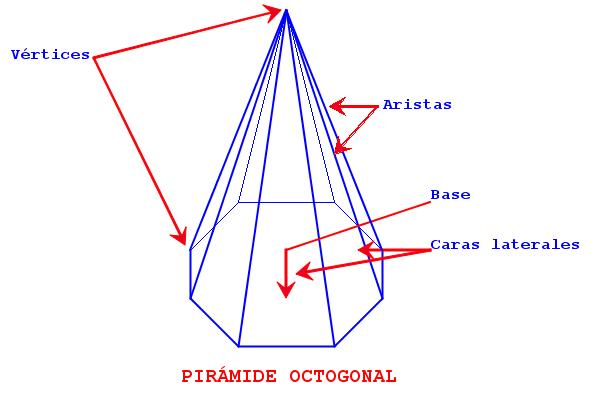 Vértices
Aristas
Base
Caras laterales
PIRÁMIDE OCTOGONAL